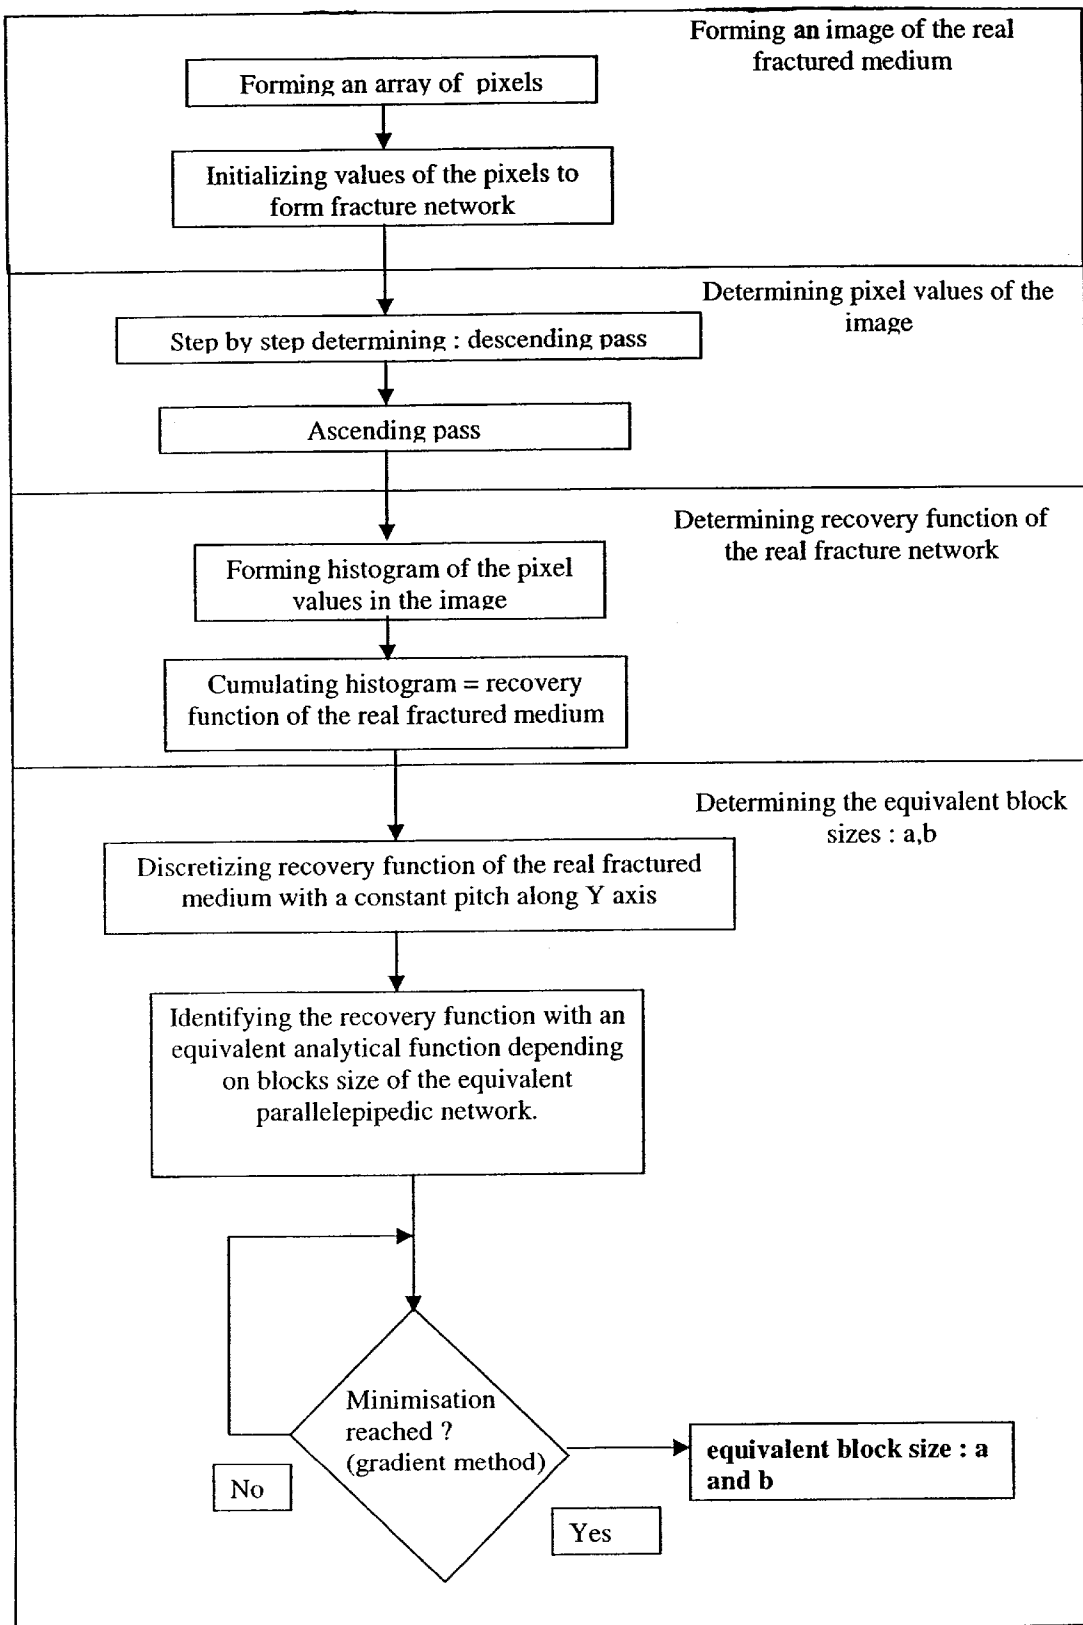 Forming an image of the real
fractured medium
Forming an array of pixels
Initializing values of the pixels to
form fracture network
Determining pixel values of the
image
Step by step determining : descending pass
Ascending pass
Determining recovery function of
the real fracture network
Forming histogram of the pixel
values in the image
Cumulating histogram = recovery
function of the real fractured medium
Determining the equivalent block
sizes : a,b
Discretizing recovery function of the real fractured
medium with a constant pitch along Y axis
Identifying the recovery function with an
equivalent analytical function depending
on blocks size of the equivalent
parallelepipedic network.
Minimisation
reached ?
(gradient method)
equivalent block size : a
and b
No
Yes